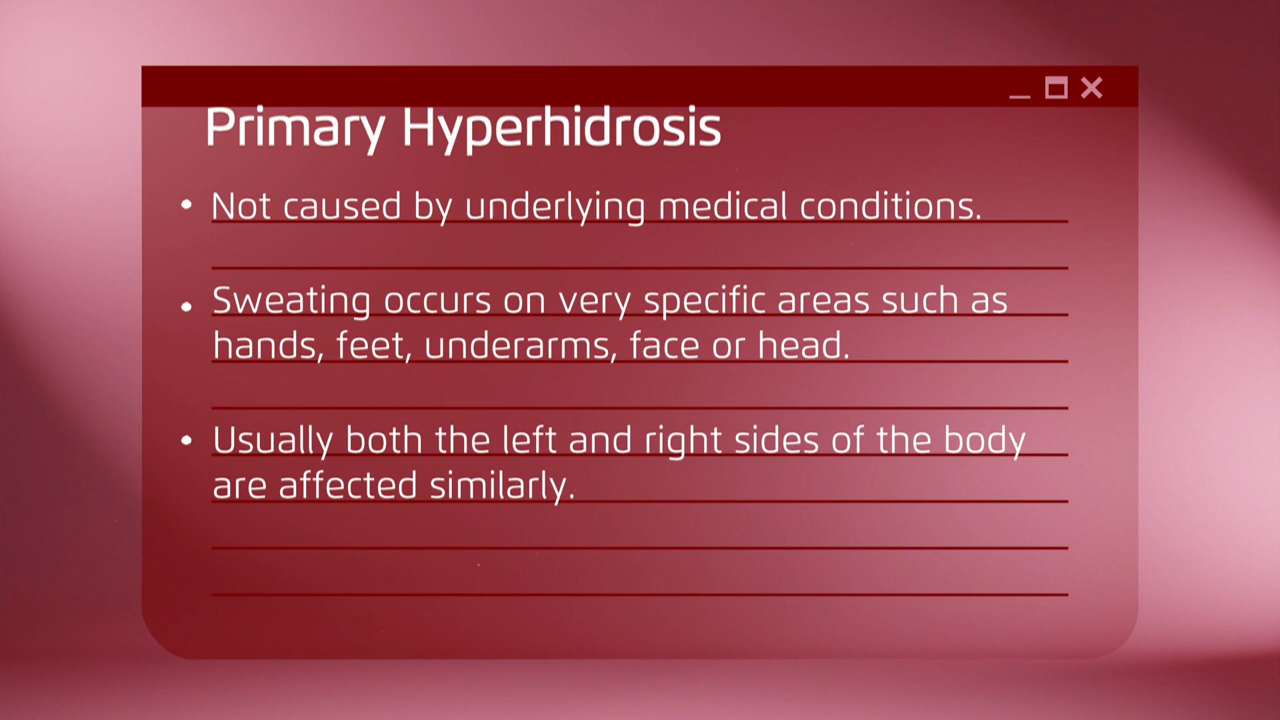 Primary Hyperhidrosis
• Not caused by underlying medical conditions.
• Sweating occurs on very specific areas such as
hands, feet, underarms, face or head.
• Usually both the left and right sides of the body
are affected similarly.